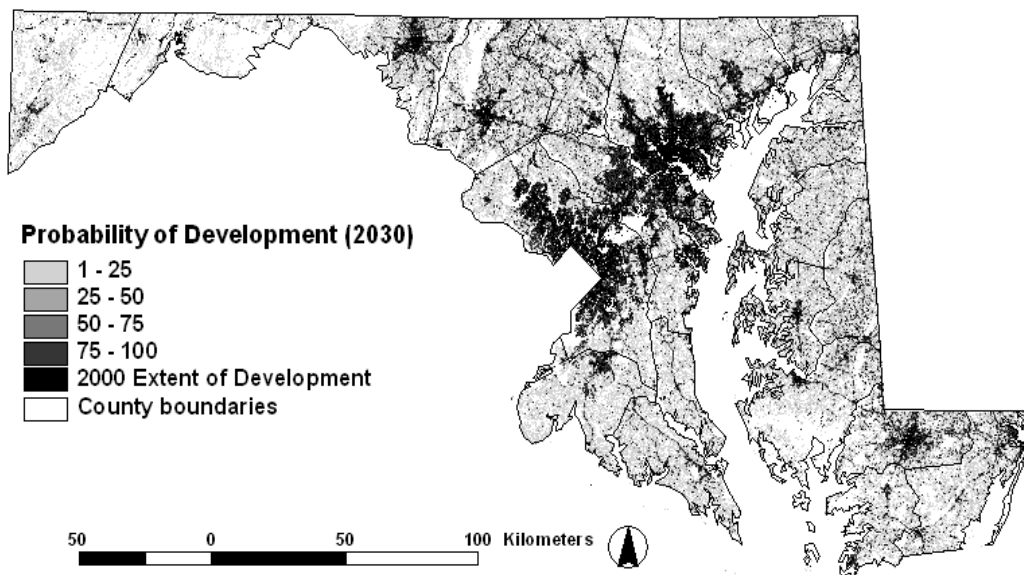 Probability of Development (2030)
1 - 25
25 - 50
50 - 75
75 - 100
2000 Extent of Development
County boundaries
50 0 50 100 Kilometers